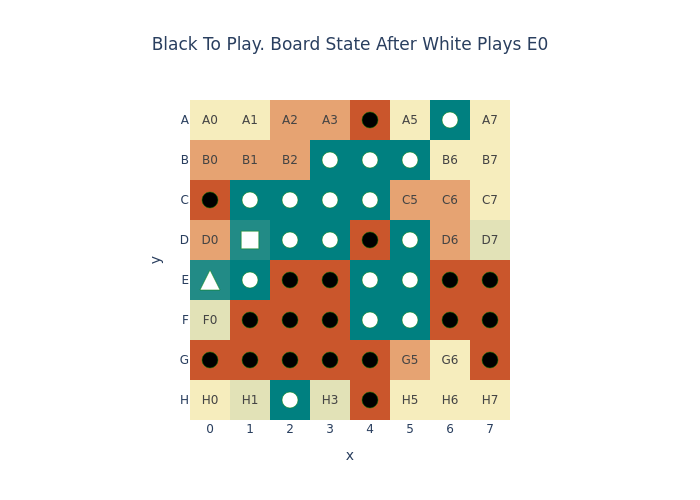 Black To Play. Board State After White Plays E0
A A0 A1 A2 A3 A5 A7
B B0 B1 B2 B6 B7
C C5 C6 C7
D D0 D6 D7
y
E
F F0
G G5 G6
H H0 H1 H3 H5 H6 H7
0 1 2 3 4 5 6 7
x